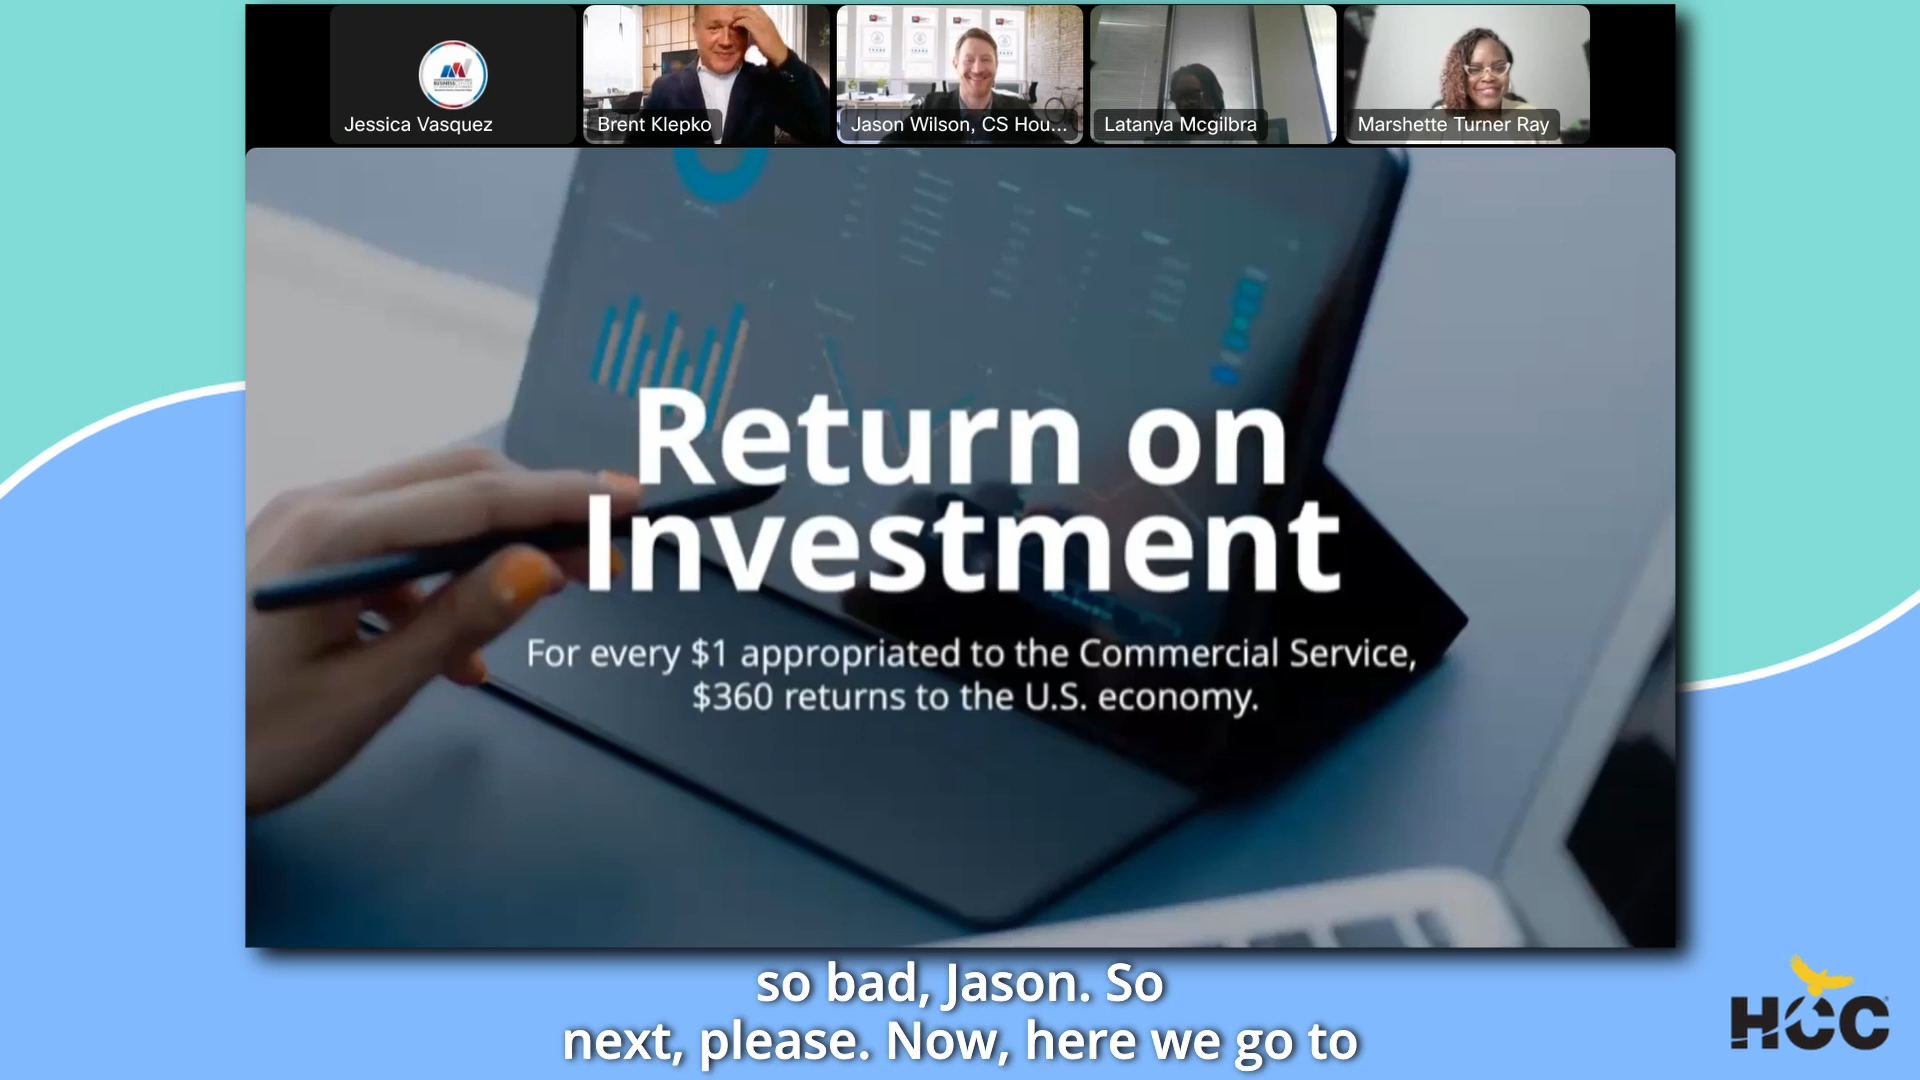 Jessica Vasquez
Brent Klepko
Jason Wilson, CS Hou...
Latanya Mcgilbra
Marshette Turner Ray
Return on
Investment
For every $1 appropriated to the Commercial Service,
$360 returns to the U.S. economy.
so bad, Jason. So
next, please. Now, here we go to
HCC